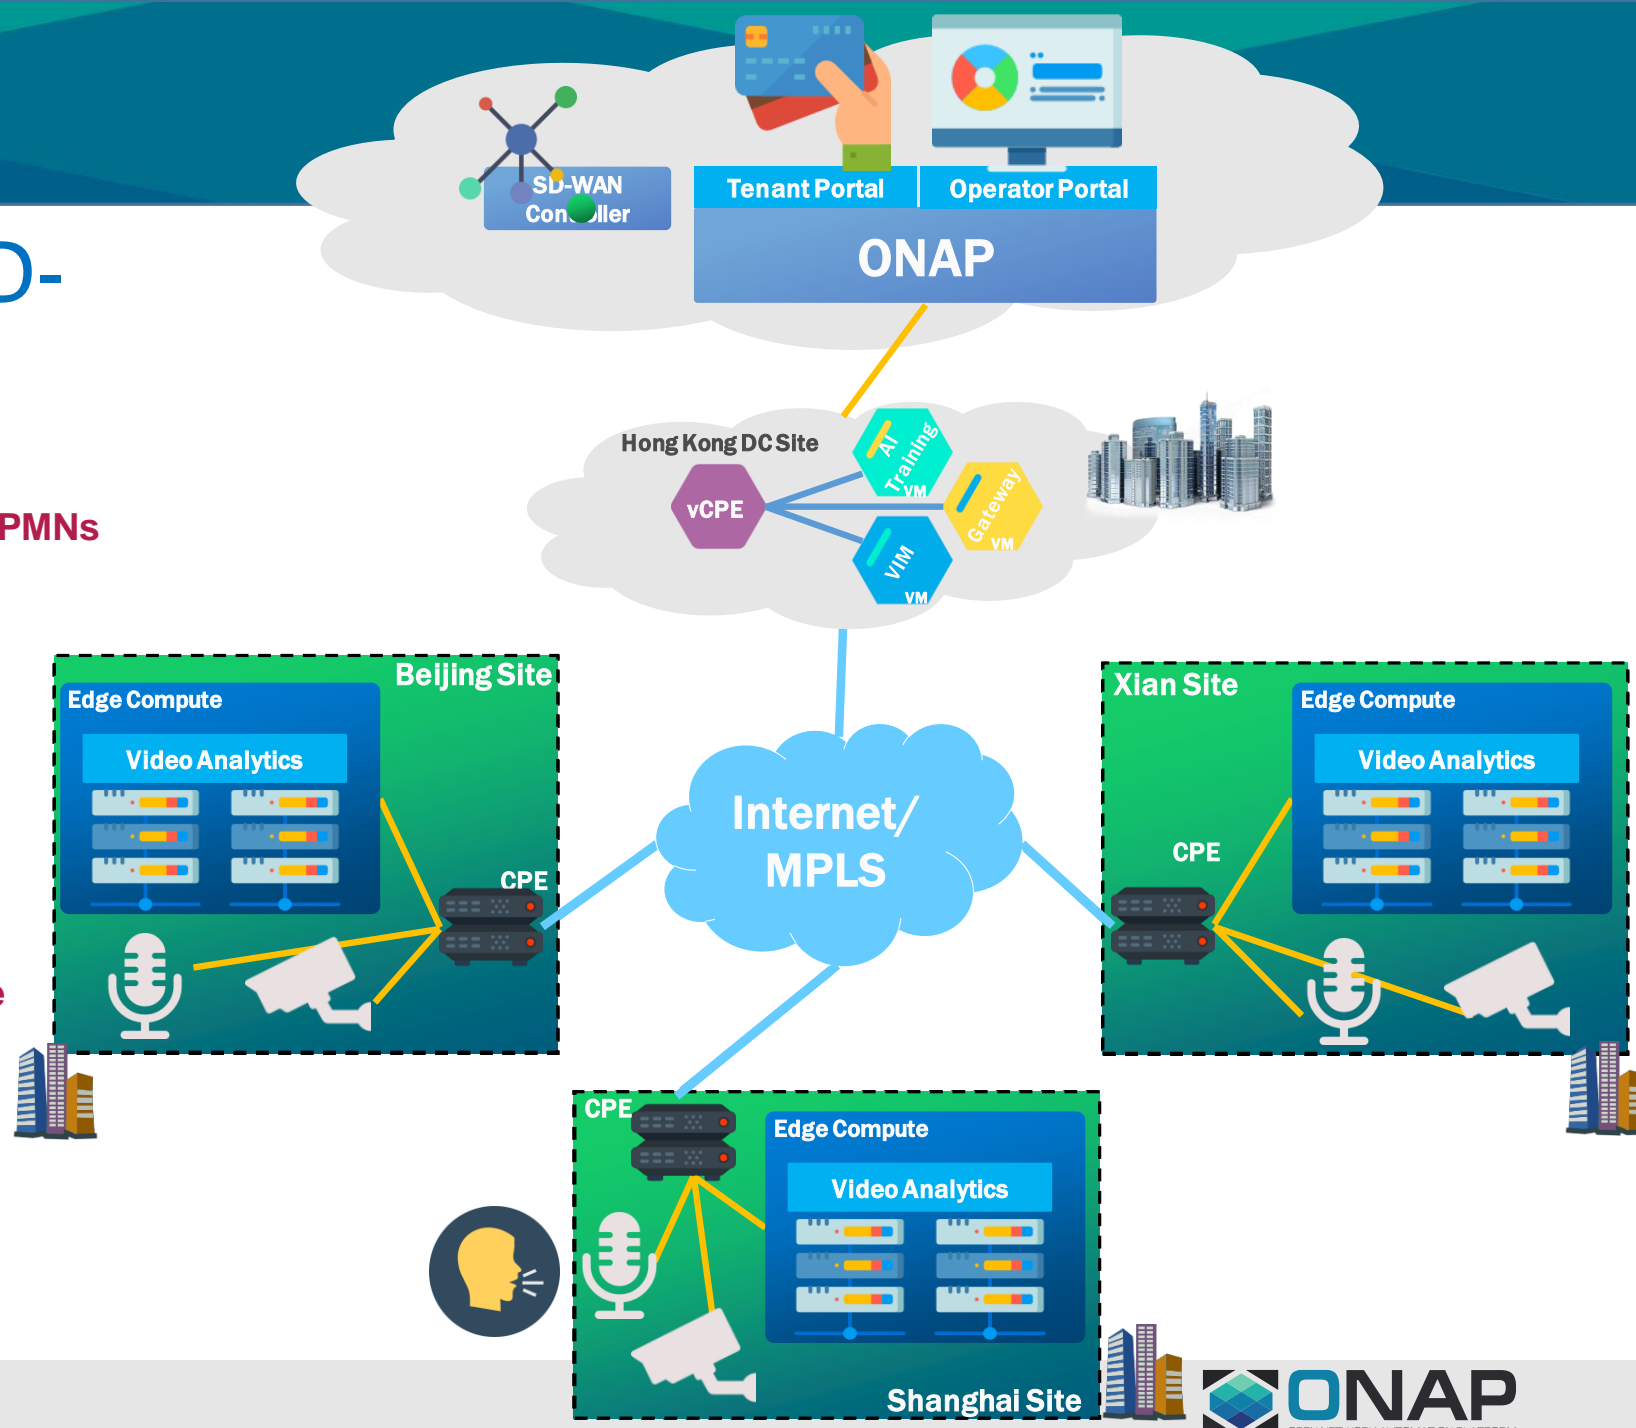 SD-WAN
Controller
Tenant Portal
Operator Portal
ONAP
D-
Hong Kong DC Site
vCPE
AI
Training
VM
Gateway
VM
VIM
VM
PMNs
Beijing Site
Edge Compute
Video Analytics
CPE
Internet/
MPLS
Xian Site
Edge Compute
Video Analytics
CPE
e
CPE
Edge Compute
Video Analytics
Shanghai Site
ONAP